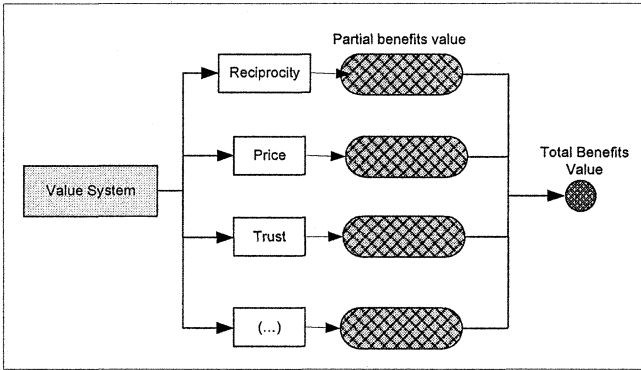 Partial benefits value
Reciprocity
Price
Total Benefits
Value
Value System
Trust
(...)